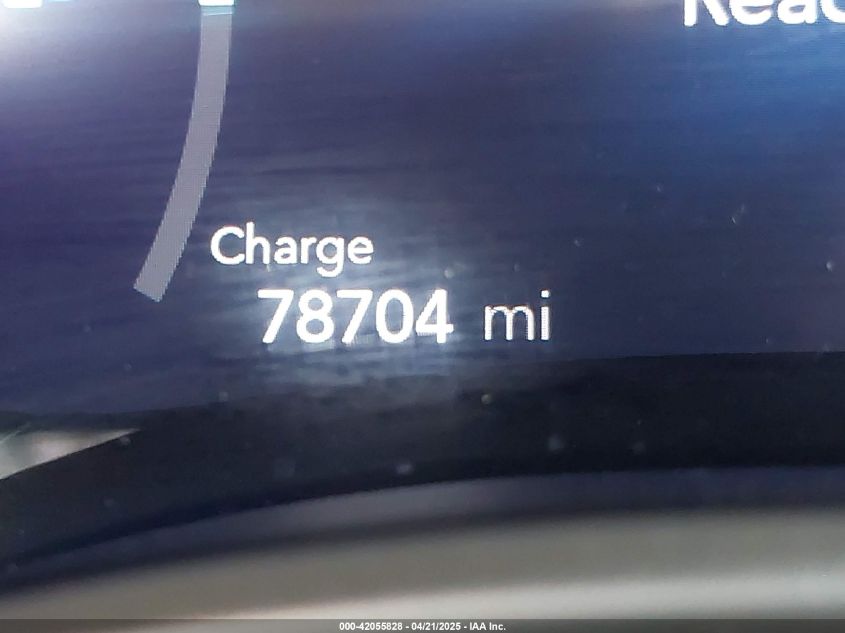 Charge
78704 mi
000-42055828 - 04/21/2025 - IAA Inc.